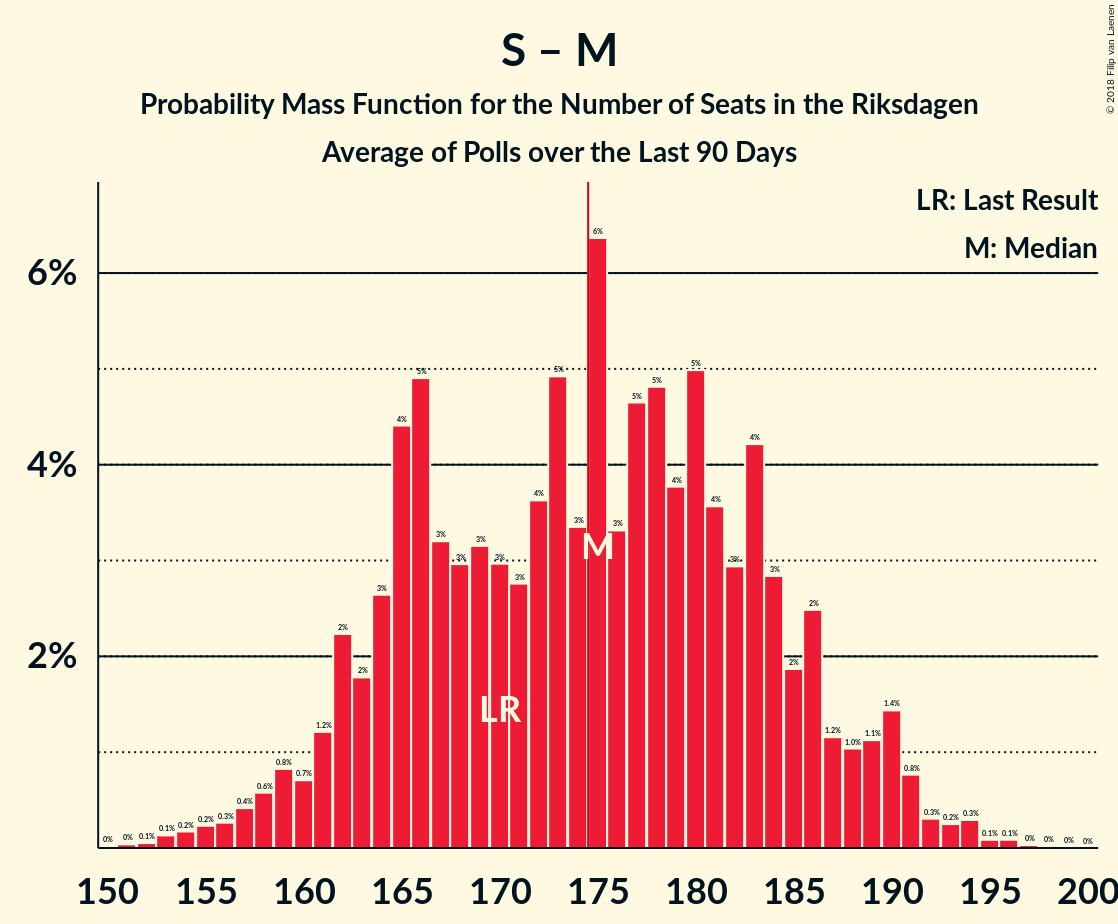 S – M
Probability Mass Function for the Number of Seats in the Riksdagen
Average of Polls over the Last 90 Days
© 2018 Filip van Laenen
LR: Last Result
M: Median
6%
4%
2%
0% 0% 0.1% 0.1% 0.2% 0.2% 0.3% 0.4% 0.6% 0.8% 0.7% 1.2% 2% 2% 3% 4% 5% 3% 3% 3% 3% 3% 4% 5% 3% 6% 3% 5% 5% 4% 5% 4% 3% 4% 3% 2% 2% 1.2% 1.0% 1.1% 1.4% 0.8% 0.3% 0.2% 0.3% 0.1% 0.1% 0% 0% 0% 0%
M
LR
150 155 160 165 170 175 180 185 190 195 200